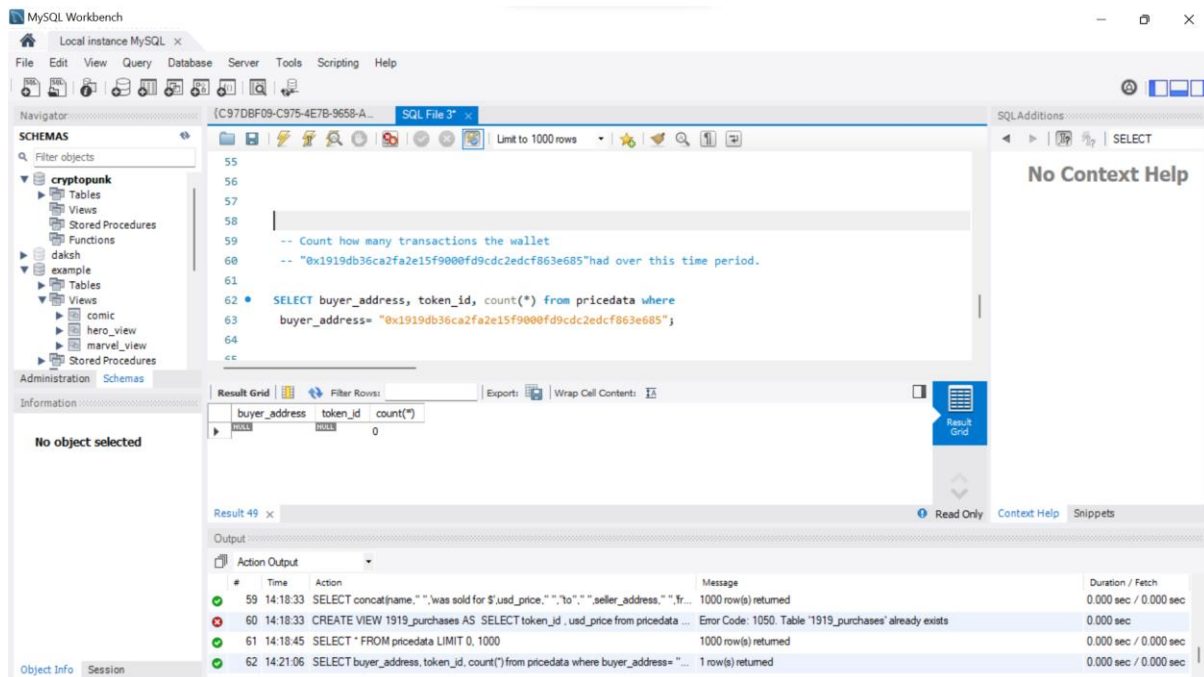 MySQL Workbench
Local instance MySQL
File Edit View Query Database Server Tools Scripting Help
Navigator
SCHEMAS
Filter objects
cryptopunk
Tables
Views
Stored Procedures
Functions
daksh
example
Tables
Views
comic
hero_view
marvel_view
Stored Procedures
Administration Schemas
Information
No object selected
Object Info Session
{C97DBF09-C975-4E7B-9658-A... SQL File 3*
Limit to 1000 rows
55
56
57
58
59 -- Count how many transactions the wallet
60 -- "0x1919db36ca2fa2e15f9000fd9cdc2edcf863e685"had over this time period.
61
62 SELECT buyer_address, token_id, count(*) from pricedata where
63 buyer_address= "0x1919db36ca2fa2e15f9000fd9cdc2edcf863e685";
64
65
Result Grid Filter Rows: Export: Wrap Cell Content:
buyer_address token_id count(*)
NULL NULL 0
Result Grid
Result 49 Read Only
Output
Action Output
# Time Action Message Duration / Fetch
59 14:18:33 SELECT concat(name," ",'was sold for $',usd_price," ","to"," ",seller_address," ",'fr... 1000 row(s) returned 0.000 sec / 0.000 sec
60 14:18:33 CREATE VIEW 1919_purchases AS SELECT token_id , usd_price from pricedata ... Error Code: 1050. Table '1919_purchases' already exists 0.000 sec
61 14:18:45 SELECT * FROM pricedata LIMIT 0, 1000 1000 row(s) returned 0.000 sec / 0.000 sec
62 14:21:06 SELECT buyer_address, token_id, count(*) from pricedata where buyer_address= "... 1 row(s) returned 0.000 sec / 0.000 sec
SQLAdditions
SELECT
No Context Help
Context Help Snippets